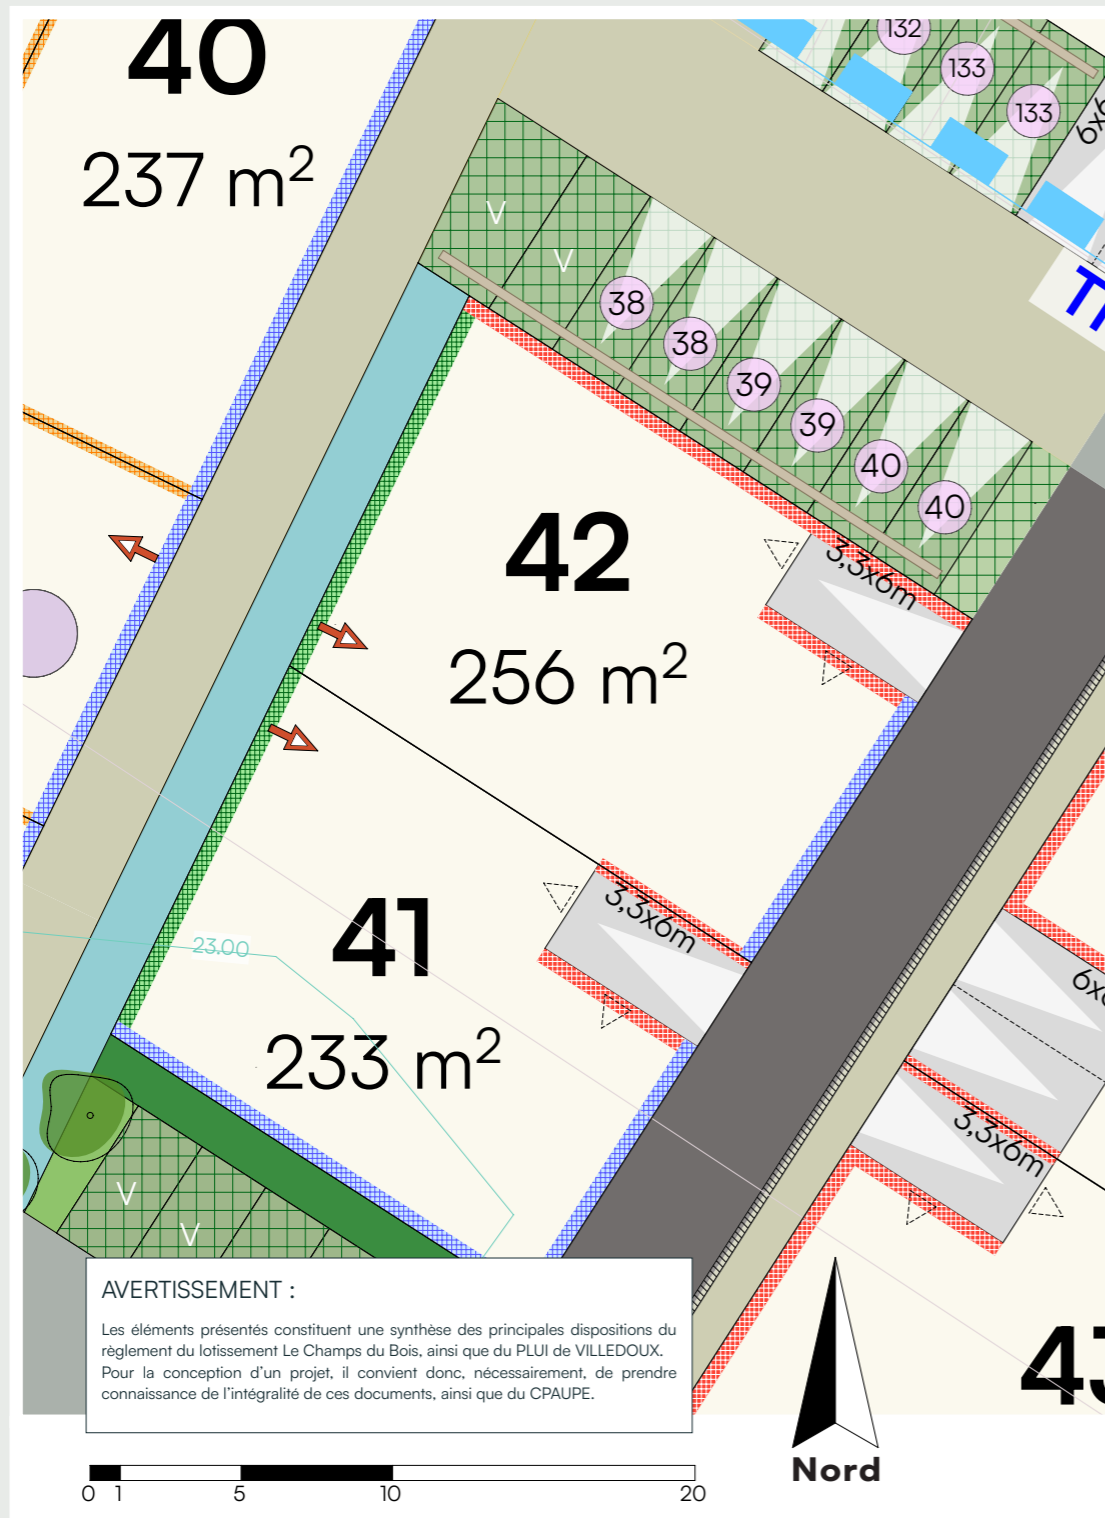 40
237 m²
132
133
133
V
V
38
38
39
39
40
40
42
256 m²
3,3x6m
3,3x6m
41
233 m²
23.00
3,3x6m
V
V
AVERTISSEMENT :
Les éléments présentés constituent une synthèse des principales dispositions du
règlement du lotissement Le Champs du Bois, ainsi que du PLUI de VILLEDOUX.
Pour la conception d'un projet, il convient donc, nécessairement, de prendre
connaissance de l'intégralité de ces documents, ainsi que du CPAUPE.
0 1 5 10 20
Nord